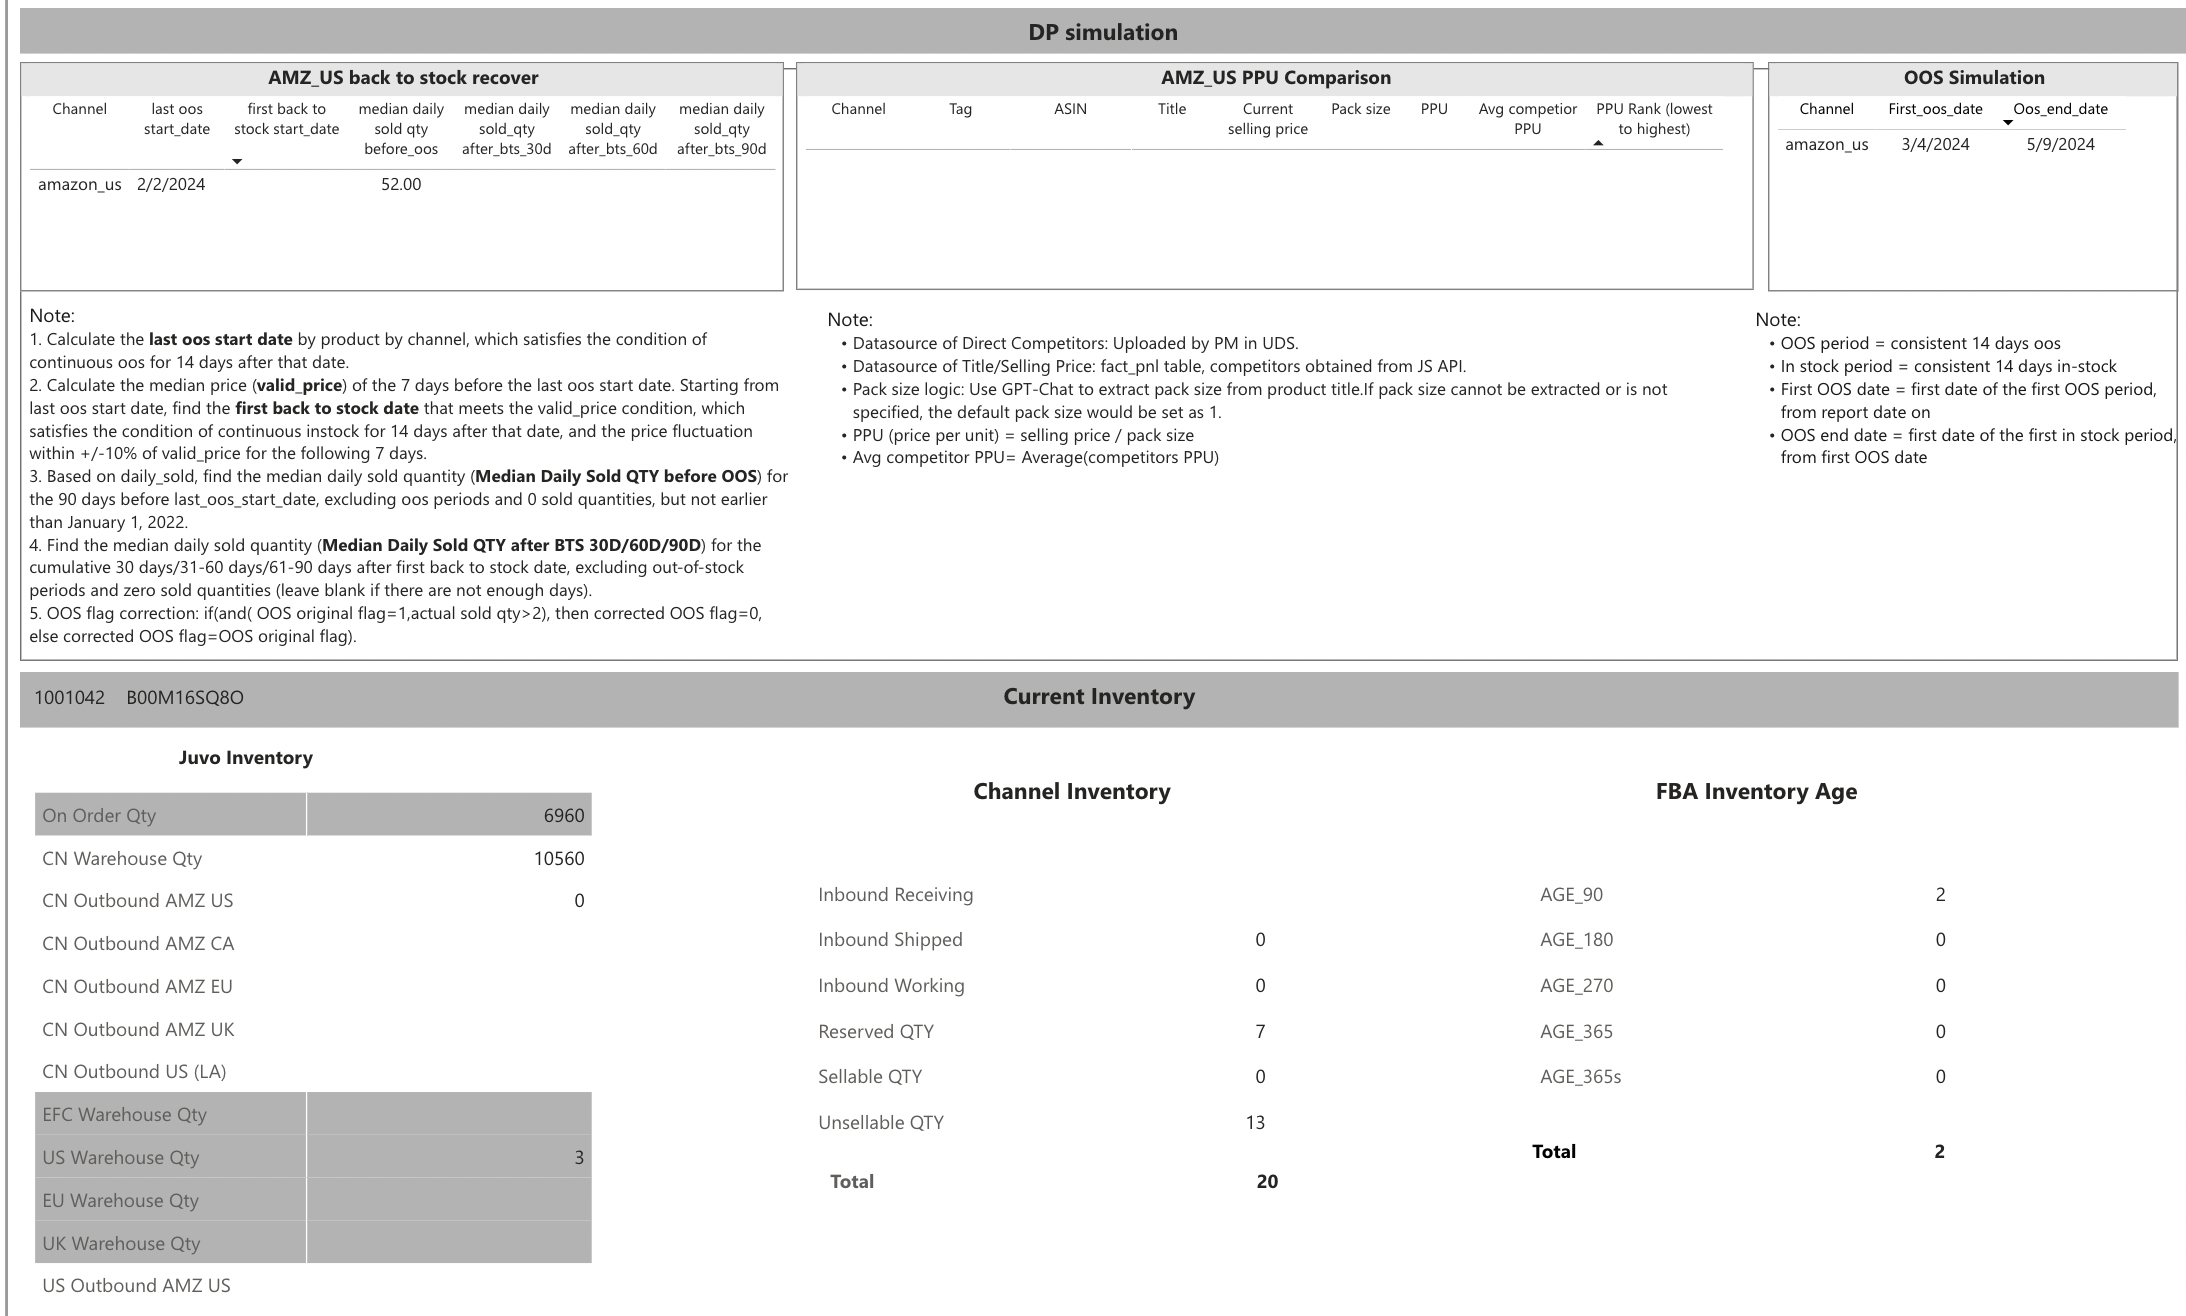 DP simulation
AMZ_US back to stock recover
Channel last oos start_date first back to stock start_date median daily sold qty before_oos median daily sold_qty after_bts_30d median daily sold_qty after_bts_60d median daily sold_qty after_bts_90d
amazon_us 2/2/2024 52.00
AMZ_US PPU Comparison
Channel Tag ASIN Title Current selling price Pack size PPU Avg competior PPU PPU Rank (lowest to highest)
OOS Simulation
Channel First_oos_date Oos_end_date
amazon_us 3/4/2024 5/9/2024
Note:
1. Calculate the last oos start date by product by channel, which satisfies the condition of
continuous oos for 14 days after that date.
2. Calculate the median price (valid_price) of the 7 days before the last oos start date. Starting from
last oos start date, find the first back to stock date that meets the valid_price condition, which
satisfies the condition of continuous instock for 14 days after that date, and the price fluctuation
within +/-10% of valid_price for the following 7 days.
3. Based on daily_sold, find the median daily sold quantity (Median Daily Sold QTY before OOS) for
the 90 days before last_oos_start_date, excluding oos periods and 0 sold quantities, but not earlier
than January 1, 2022.
4. Find the median daily sold quantity (Median Daily Sold QTY after BTS 30D/60D/90D) for the
cumulative 30 days/31-60 days/61-90 days after first back to stock date, excluding out-of-stock
periods and zero sold quantities (leave blank if there are not enough days).
5. OOS flag correction: if(and( OOS original flag=1,actual sold qty>2), then corrected OOS flag=0,
else corrected OOS flag=OOS original flag).
Note:
• Datasource of Direct Competitors: Uploaded by PM in UDS.
• Datasource of Title/Selling Price: fact_pnl table, competitors obtained from JS API.
• Pack size logic: Use GPT-Chat to extract pack size from product title.If pack size cannot be extracted or is not
specified, the default pack size would be set as 1.
• PPU (price per unit) = selling price / pack size
• Avg competitor PPU= Average(competitors PPU)
Note:
• OOS period = consistent 14 days oos
• In stock period = consistent 14 days in-stock
• First OOS date = first date of the first OOS period,
from report date on
• OOS end date = first date of the first in stock period,
from first OOS date
1001042 B00M16SQ8O Current Inventory
Juvo Inventory
On Order Qty 6960
CN Warehouse Qty 10560
CN Outbound AMZ US 0
CN Outbound AMZ CA
CN Outbound AMZ EU
CN Outbound AMZ UK
CN Outbound US (LA)
EFC Warehouse Qty
US Warehouse Qty 3
EU Warehouse Qty
UK Warehouse Qty
US Outbound AMZ US
Channel Inventory
Inbound Receiving
Inbound Shipped 0
Inbound Working 0
Reserved QTY 7
Sellable QTY 0
Unsellable QTY 13
Total 20
FBA Inventory Age
AGE_90 2
AGE_180 0
AGE_270 0
AGE_365 0
AGE_365s 0
Total 2